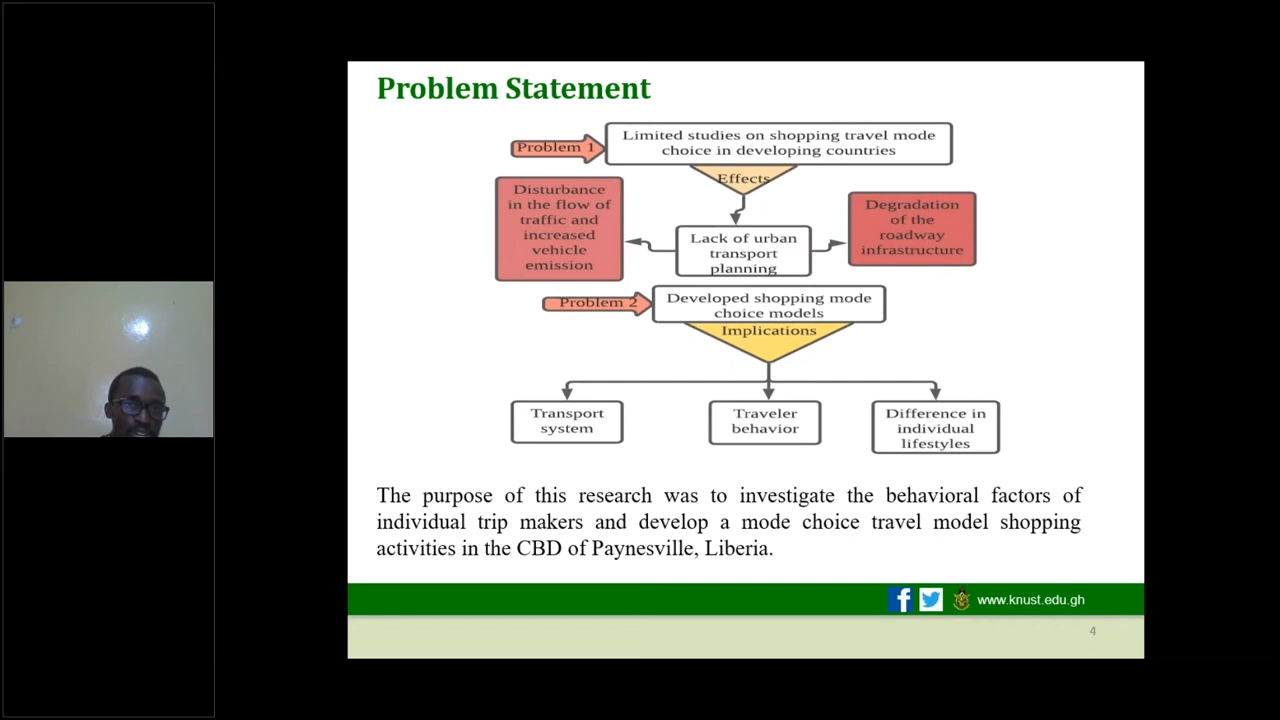 Problem Statement
Problem 1
Limited studies on shopping travel mode
choice in developing countries
Effects
Disturbance
in the flow of
traffic and
increased
vehicle
emission
Lack of urban
transport
planning
Degradation
of the
roadway
infrastructure
Problem 2
Developed shopping mode
choice models
Implications
Transport
system
Traveler
behavior
Difference in
individual
lifestyles
The purpose of this research was to investigate the behavioral factors of
individual trip makers and develop a mode choice travel model shopping
activities in the CBD of Paynesville, Liberia.
www.knust.edu.gh
4